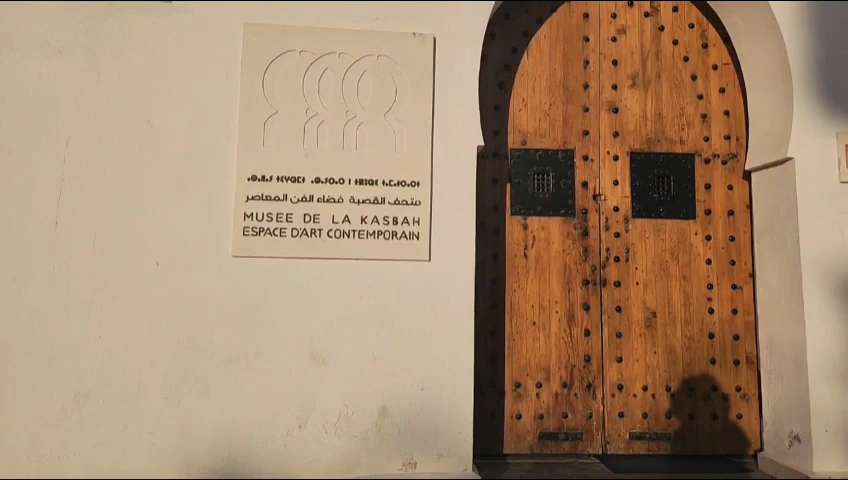 متحف القصبة فضاء الفن المعاصر
MUSEE DE LA KASBAH
ESPACE D'ART CONTEMPORAIN